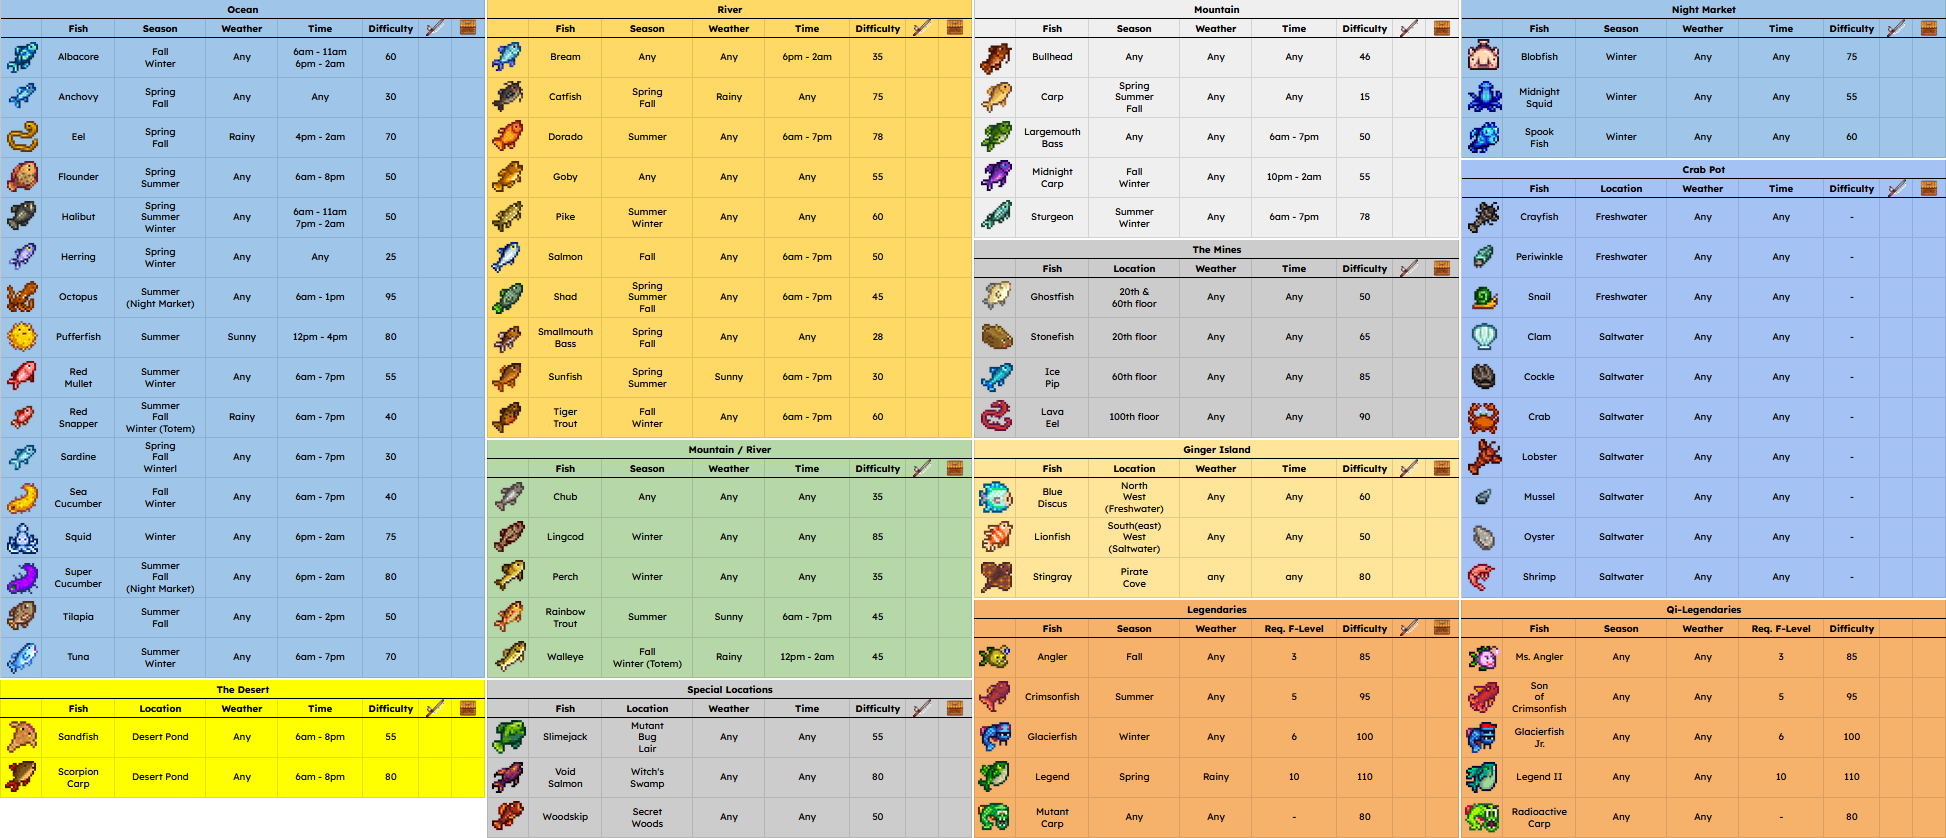 Ocean
Fish Season Weather Time Difficulty
Albacore Fall Winter Any 6am - 11am 6pm - 2am 60
Anchovy Spring Fall Any Any 30
Eel Spring Fall Rainy 4pm - 2am 70
Flounder Spring Summer Any 6am - 8pm 50
Halibut Spring Summer Winter Any 6am - 11am 7pm - 2am 50
Herring Spring Winter Any Any 25
Octopus Summer (Night Market) Any 6am - 1pm 95
Pufferfish Summer Sunny 12pm - 4pm 80
Red Mullet Summer Winter Any 6am - 7pm 55
Red Snapper Summer Fall Winter (Totem) Rainy 6am - 7pm 40
Sardine Spring Fall Winterl Any 6am - 7pm 30
Sea Cucumber Fall Winter Any 6am - 7pm 40
Squid Winter Any 6pm - 2am 75
Super Cucumber Summer Fall (Night Market) Any 6pm - 2am 80
Tilapia Summer Fall Any 6am - 2pm 50
Tuna Summer Winter Any 6am - 7pm 70
The Desert
Fish Location Weather Time Difficulty
Sandfish Desert Pond Any 6am - 8pm 55
Scorpion Carp Desert Pond Any 6am - 8pm 80
River
Fish Season Weather Time Difficulty
Bream Any Any 6pm - 2am 35
Catfish Spring Fall Rainy Any 75
Dorado Summer Any 6am - 7pm 78
Goby Any Any Any 55
Pike Summer Winter Any Any 60
Salmon Fall Any 6am - 7pm 50
Shad Spring Summer Fall Any 6am - 7pm 45
Smallmouth Bass Spring Fall Any Any 28
Sunfish Spring Summer Sunny 6am - 7pm 30
Tiger Trout Fall Winter Any 6am - 7pm 60
Mountain / River
Fish Season Weather Time Difficulty
Chub Any Any Any 35
Lingcod Winter Any Any 85
Perch Winter Any Any 35
Rainbow Trout Summer Sunny 6am - 7pm 45
Walleye Fall Winter (Totem) Rainy 12pm - 2am 45
Special Locations
Fish Location Weather Time Difficulty
Slimejack Mutant Bug Lair Any Any 55
Void Salmon Witch's Swamp Any Any 80
Woodskip Secret Woods Any Any 50
Mountain
Fish Season Weather Time Difficulty
Bullhead Any Any Any 46
Carp Spring Summer Fall Any Any 15
Largemouth Bass Any Any 6am - 7pm 50
Midnight Carp Fall Winter Any 10pm - 2am 55
Sturgeon Summer Winter Any 6am - 7pm 78
The Mines
Fish Location Weather Time Difficulty
Ghostfish 20th & 60th floor Any Any 50
Stonefish 20th floor Any Any 65
Ice Pip 60th floor Any Any 85
Lava Eel 100th floor Any Any 90
Ginger Island
Fish Location Weather Time Difficulty
Blue Discus North West (Freshwater) Any Any 60
Lionfish South(east) West (Saltwater) Any Any 50
Stingray Pirate Cove any any 80
Legendaries
Fish Season Weather Req. F-Level Difficulty
Angler Fall Any 3 85
Crimsonfish Summer Any 5 95
Glacierfish Winter Any 6 100
Legend Spring Rainy 10 110
Mutant Carp Any Any - 80
Night Market
Fish Season Weather Time Difficulty
Blobfish Winter Any Any 75
Midnight Squid Winter Any Any 55
Spook Fish Winter Any Any 60
Crab Pot
Fish Location Weather Time Difficulty
Crayfish Freshwater Any Any -
Periwinkle Freshwater Any Any -
Snail Freshwater Any Any -
Clam Saltwater Any Any -
Cockle Saltwater Any Any -
Crab Saltwater Any Any -
Lobster Saltwater Any Any -
Mussel Saltwater Any Any -
Oyster Saltwater Any Any -
Shrimp Saltwater Any Any -
Qi-Legendaries
Fish Season Weather Req. F-Level Difficulty
Ms. Angler Any Any 3 85
Son of Crimsonfish Any Any 5 95
Glacierfish Jr. Any Any 6 100
Legend II Any Any 10 110
Radioactive Carp Any Any - 80